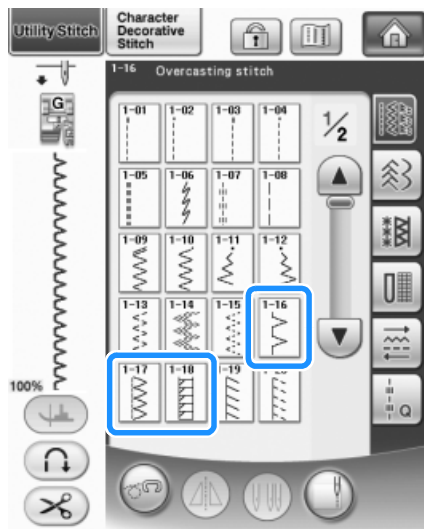 Utility Stitch
Character
Decorative
Stitch
1-16 Overcasting stitch
G
1-01 1-02 1-03 1-04
1/2
1-05 1-06 1-07 1-08
1-09 1-10 1-11 1-12
1-13 1-14 1-15 1-16
1-17 1-18 1-19
100%
Q